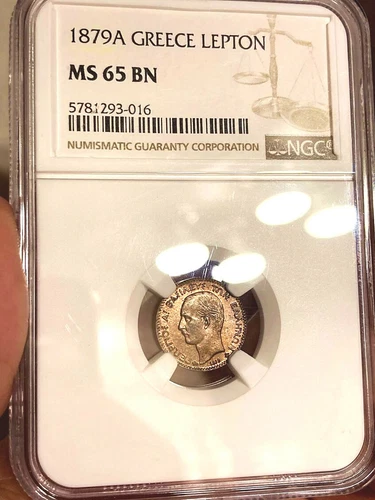 1879A GREECE LEPTON
MS 65 BN
5781293-016
NUMISMATIC GUARANTY CORPORATION
NGC